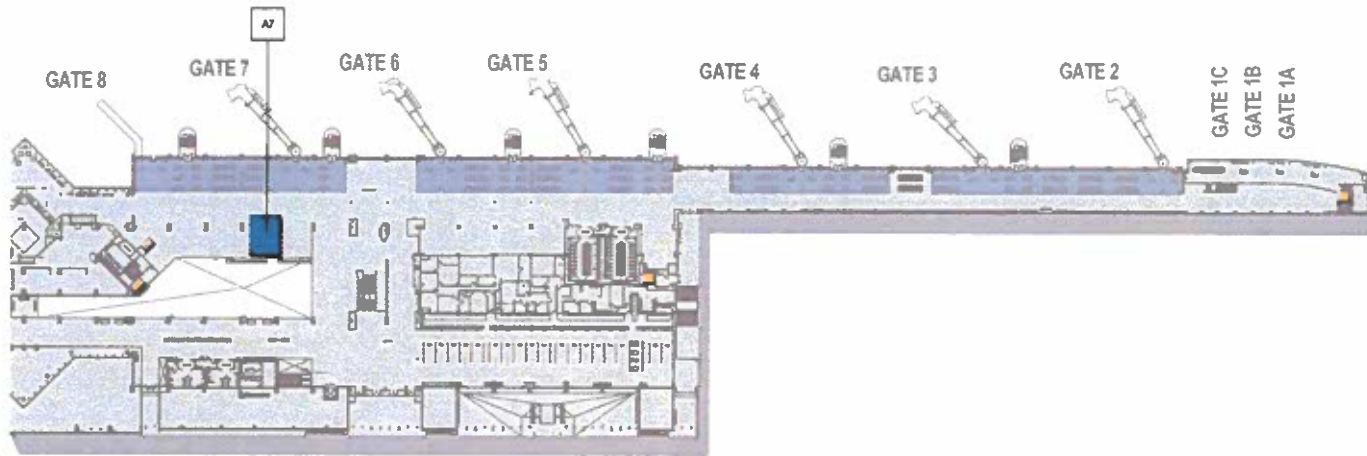 A7
GATE 8
GATE 7
GATE 6
GATE 5
GATE 4
GATE 3
GATE 2
GATE 1C
GATE 1B
GATE 1A